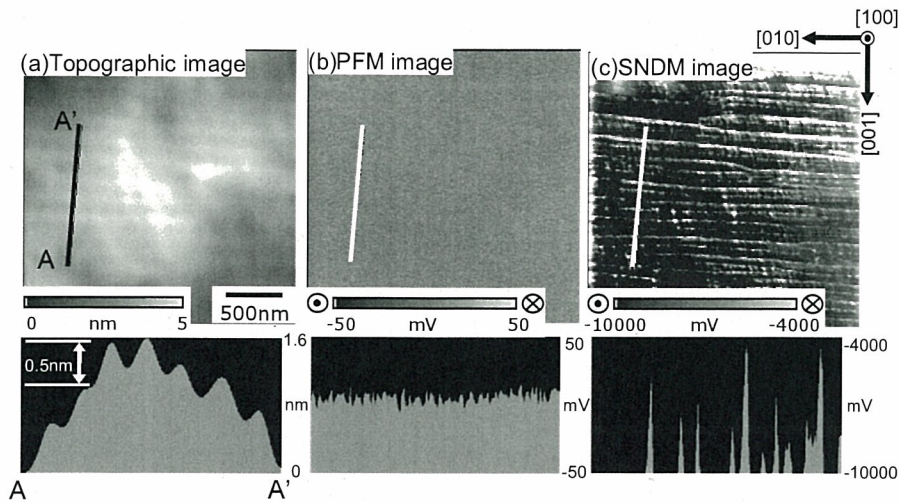 [100]
[010]
[001]
(a)Topographic image
(b)PFM image
(c)SNDM image
A'
A
500nm
0 nm 5
-50 mV 50
-10000 mV -4000
0.5nm
1.6
nm
0
A
A'
50
mV
-50
-4000
mV
-10000